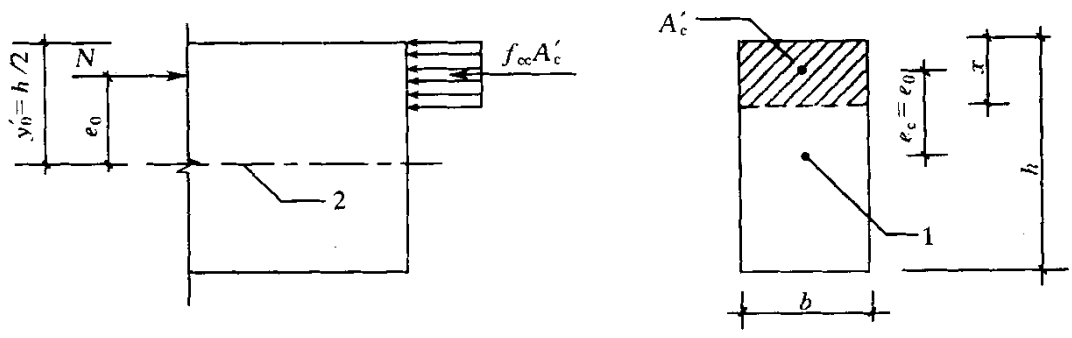 y′₀ = h/2
N
e₀
f_cc A′_c
2
A′_c
e_c = e₀
x
h
1
b